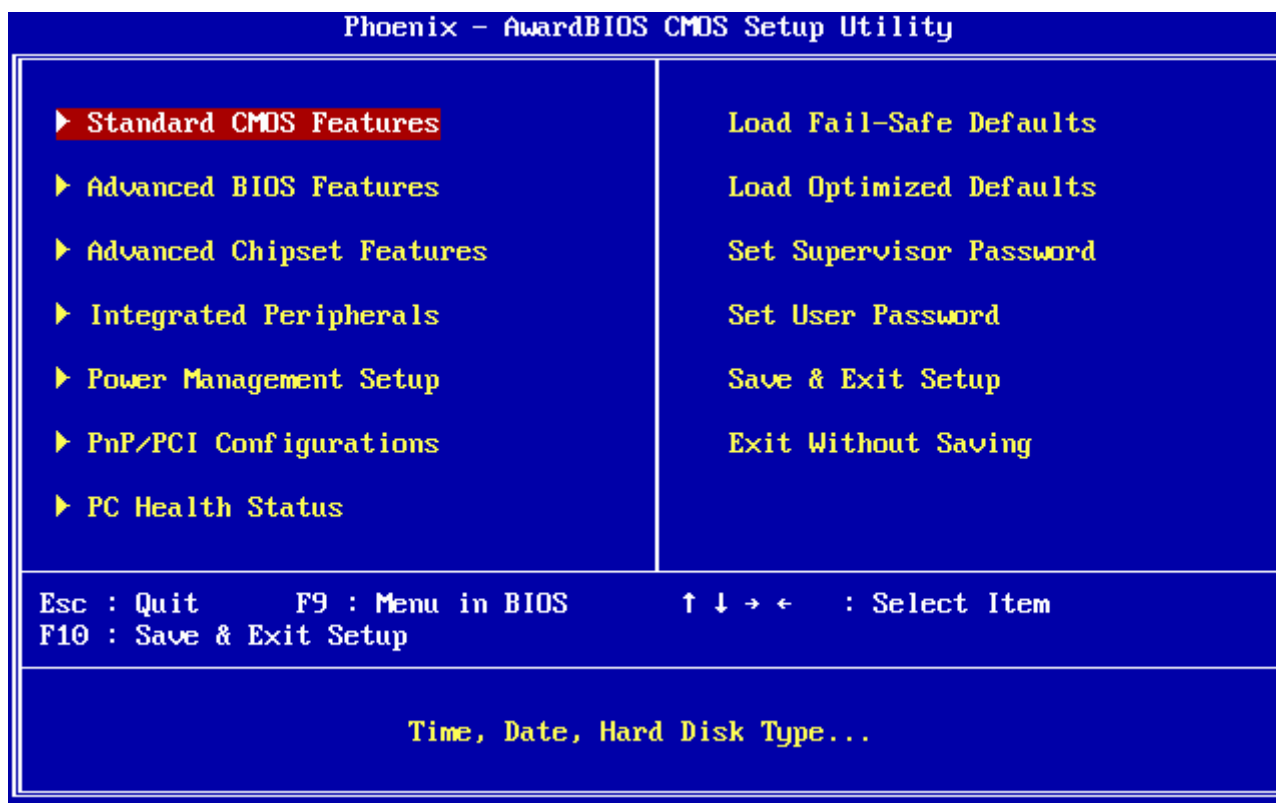 Phoenix - AwardBIOS CMOS Setup Utility
Standard CMOS Features
Advanced BIOS Features
Advanced Chipset Features
Integrated Peripherals
Power Management Setup
PnP/PCI Configurations
PC Health Status
Load Fail-Safe Defaults
Load Optimized Defaults
Set Supervisor Password
Set User Password
Save & Exit Setup
Exit Without Saving
Esc : Quit F9 : Menu in BIOS ↑ ↓ → ← : Select Item
F10 : Save & Exit Setup
Time, Date, Hard Disk Type...